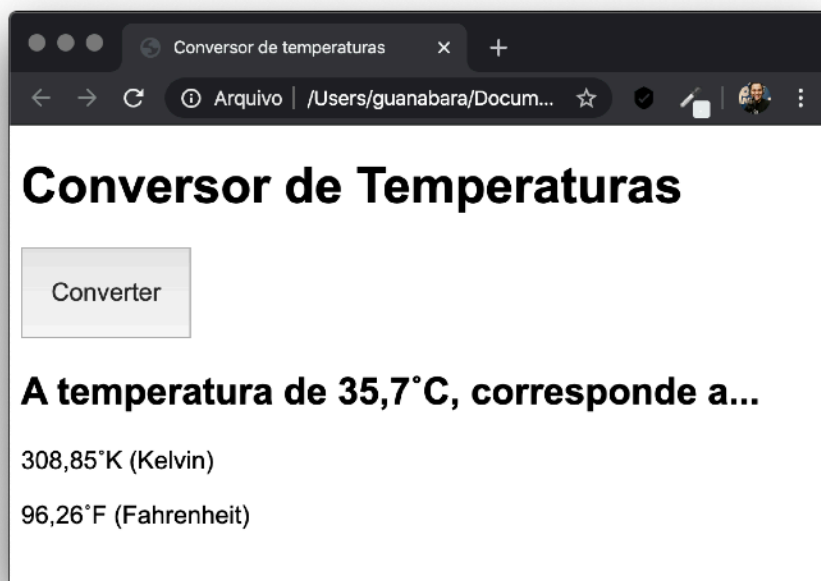 Conversor de temperaturas
Arquivo | /Users/guanabara/Docum...
Conversor de Temperaturas
Converter
A temperatura de 35,7˚C, corresponde a...
308,85˚K (Kelvin)
96,26˚F (Fahrenheit)